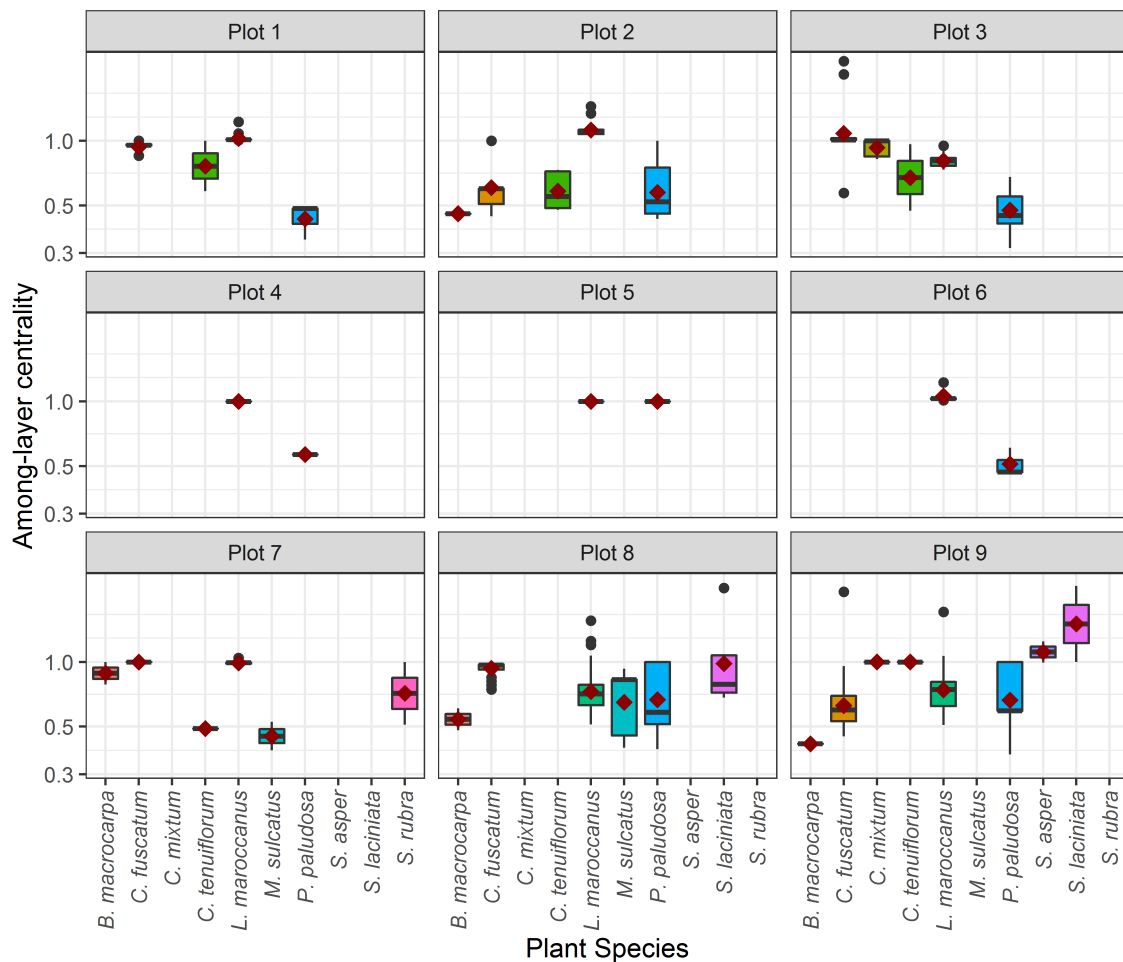 Plot 1
Plot 2
Plot 3
1.0
0.5
0.3
Plot 4
Plot 5
Plot 6
1.0
0.5
0.3
Plot 7
Plot 8
Plot 9
1.0
0.5
0.3
Among-layer centrality
B. macrocarpa
C. fuscatum
C. mixtum
C. tenuiflorum
L. maroccanus
M. sulcatus
P. paludosa
S. asper
S. laciniata
S. rubra
B. macrocarpa
C. fuscatum
C. mixtum
C. tenuiflorum
L. maroccanus
M. sulcatus
P. paludosa
S. asper
S. laciniata
S. rubra
B. macrocarpa
C. fuscatum
C. mixtum
C. tenuiflorum
L. maroccanus
M. sulcatus
P. paludosa
S. asper
S. laciniata
S. rubra
Plant Species